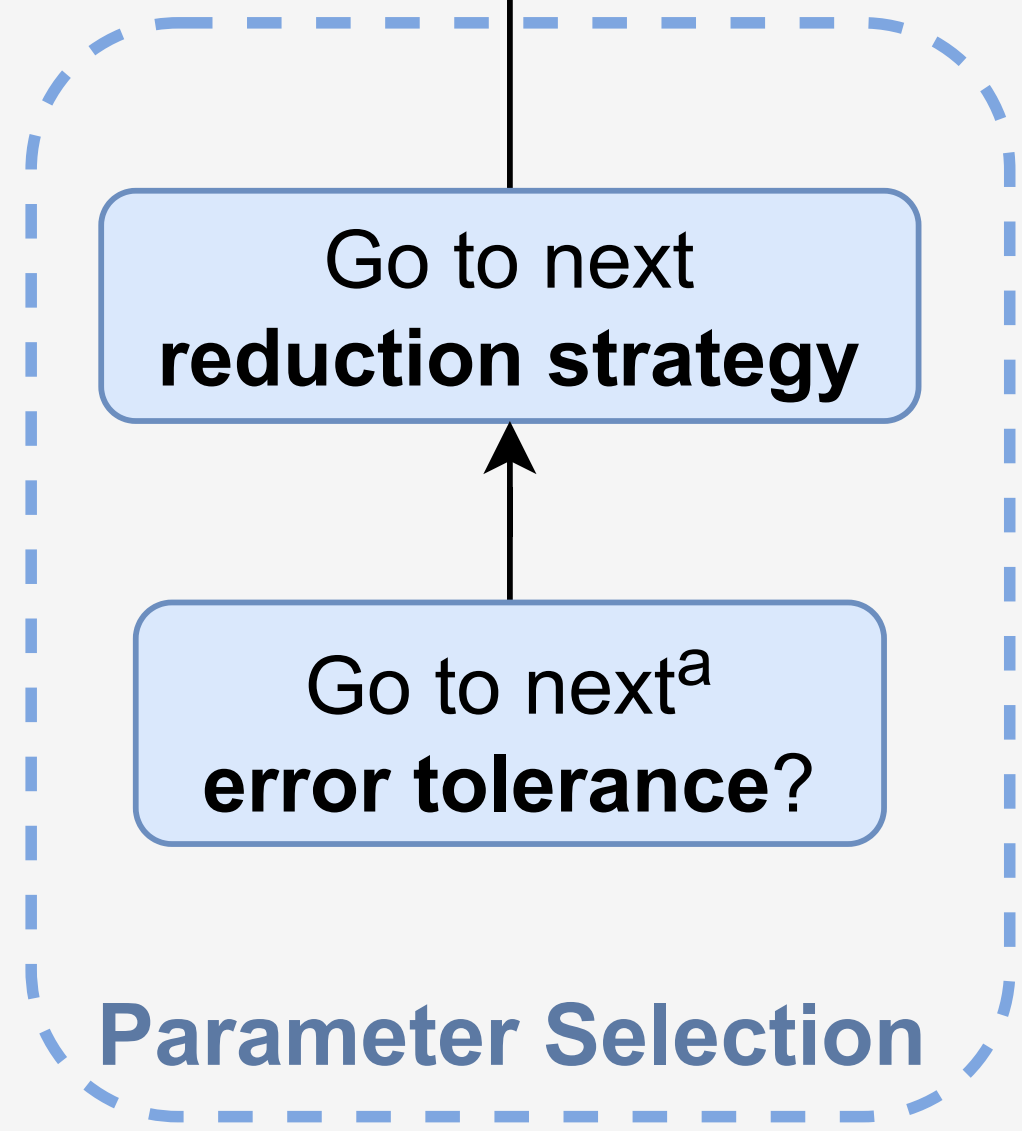 Go to next
reduction strategy
Go to nextᵃ
error tolerance?
Parameter Selection